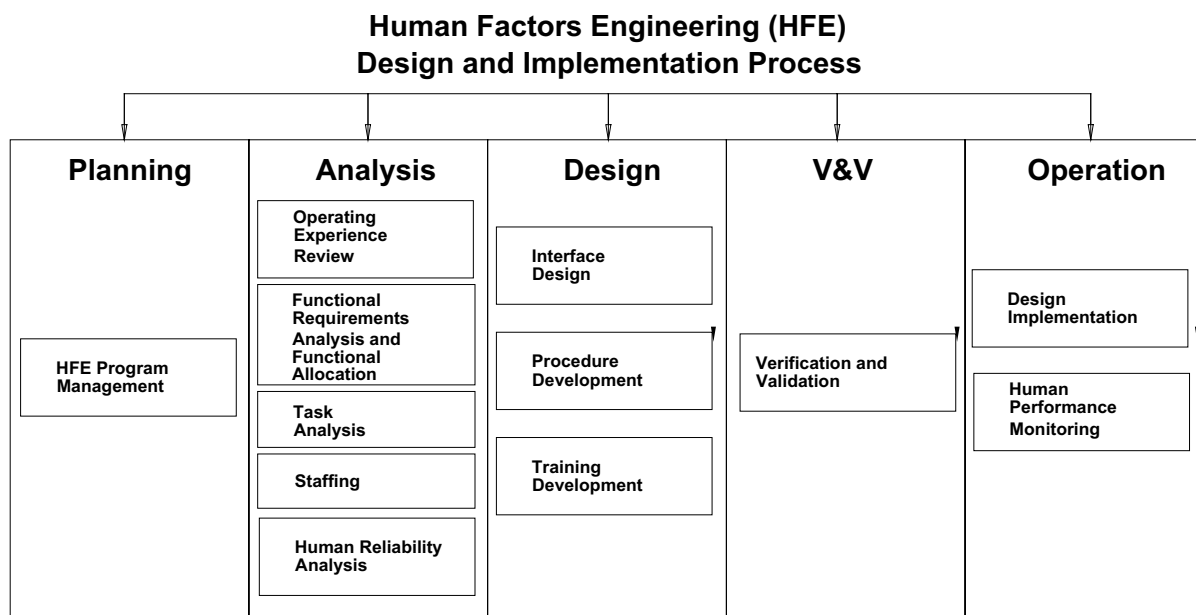 Human Factors Engineering (HFE)
Design and Implementation Process
Planning
HFE Program
Management
Analysis
Operating
Experience
Review
Functional
Requirements
Analysis and
Functional
Allocation
Task
Analysis
Staffing
Human Reliability
Analysis
Design
Interface
Design
Procedure
Development
Training
Development
V&V
Verification and
Validation
Operation
Design
Implementation
Human
Performance
Monitoring